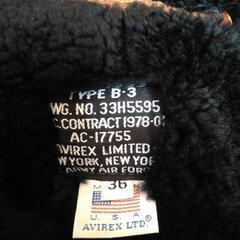 TYPE B-3
WG. NO. 33H5595
C.CONTRACT 1978-0
AC-17755
AVIREX LIMITED
W YORK, NEW YOR
ARMY AIR FORC
M 36 N
U.S.A.
AVIREX LTD.